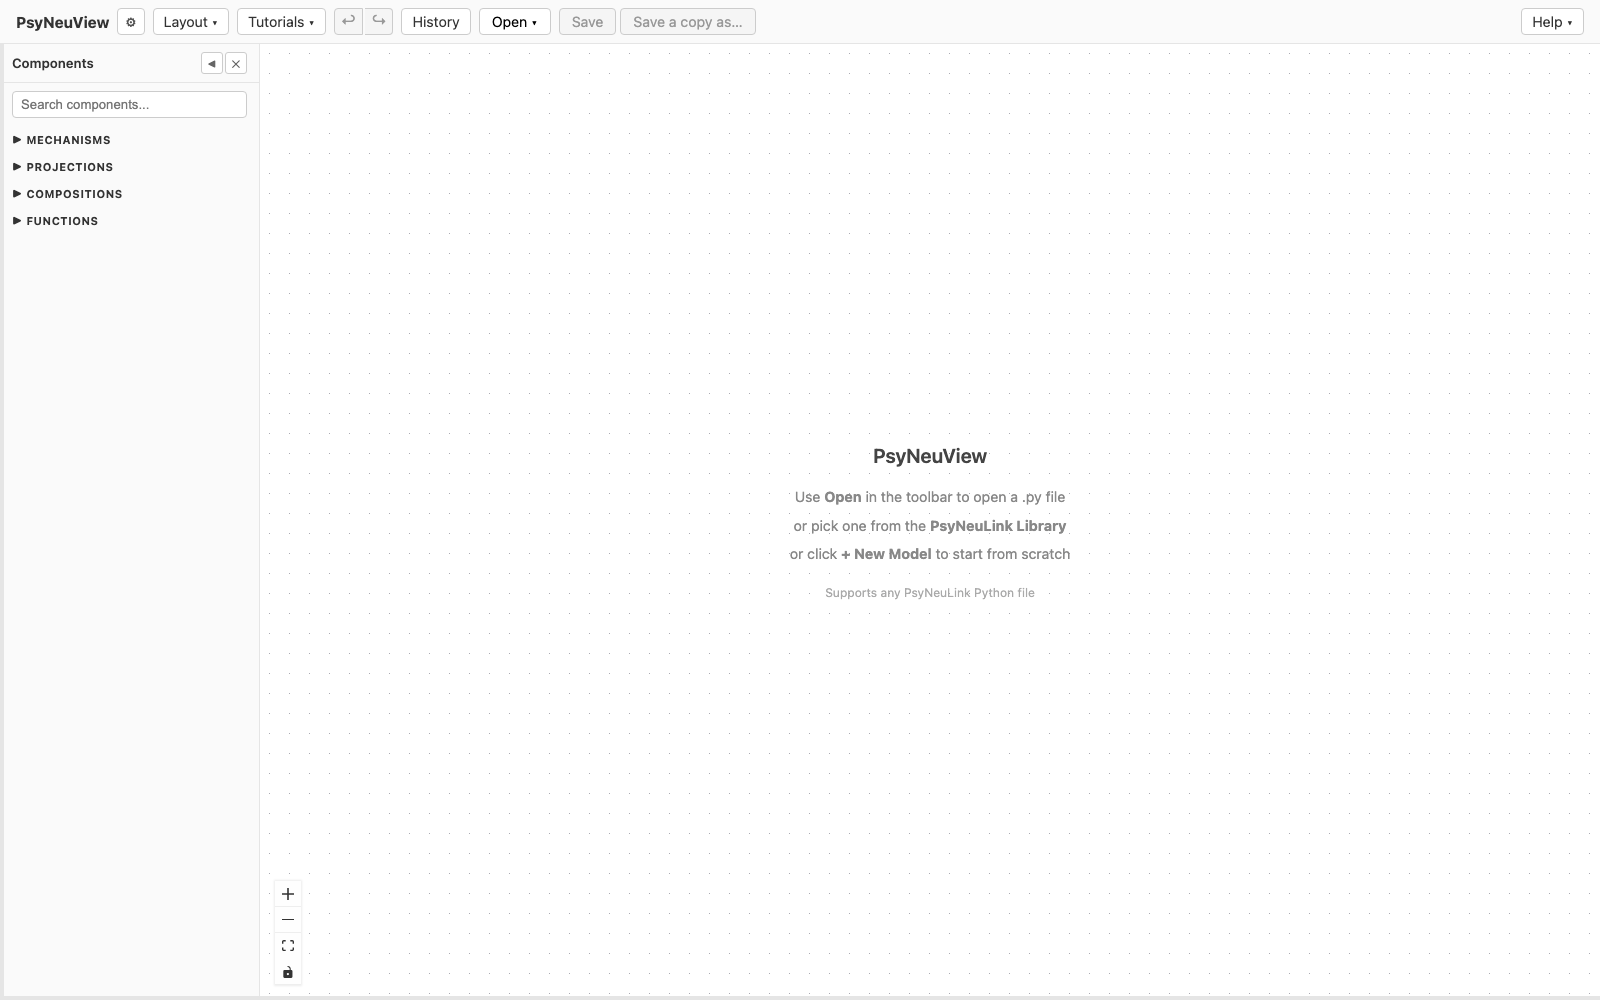 PsyNeuView ⚙ Layout ▾ Tutorials ▾ ↩ ↪ History Open ▾ Save Save a copy as... Help ▾
Components ◀ ✕
Search components...
▶ MECHANISMS
▶ PROJECTIONS
▶ COMPOSITIONS
▶ FUNCTIONS
PsyNeuView
Use Open in the toolbar to open a .py file
or pick one from the PsyNeuLink Library
or click + New Model to start from scratch
Supports any PsyNeuLink Python file